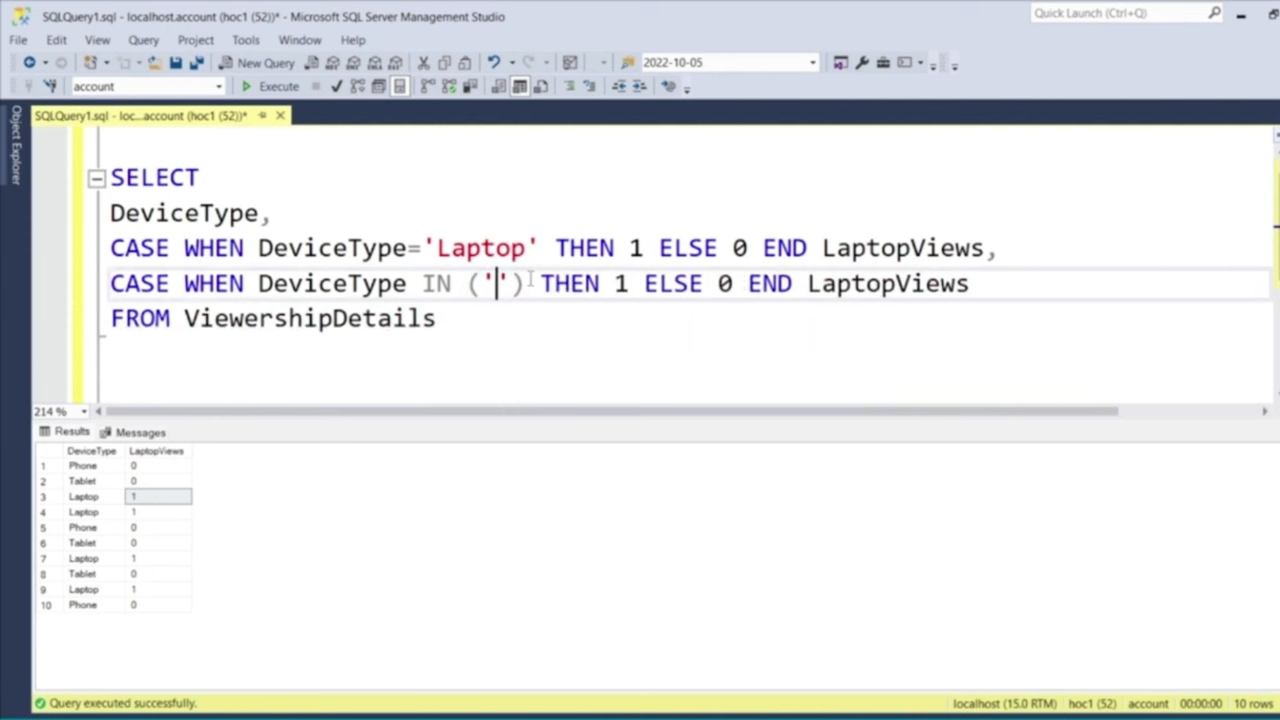 SQLQuery1.sql - localhost.account (hoc1 (52))* - Microsoft SQL Server Management Studio
Quick Launch (Ctrl+Q)
File Edit View Query Project Tools Window Help
New Query 2022-10-05
account Execute
Object Explorer
SQLQuery1.sql - loc...account (hoc1 (52))*
SELECT
DeviceType,
CASE WHEN DeviceType='Laptop' THEN 1 ELSE 0 END LaptopViews,
CASE WHEN DeviceType IN ('') THEN 1 ELSE 0 END LaptopViews
FROM ViewershipDetails
214 %
Results Messages
DeviceType LaptopViews
1 Phone 0
2 Tablet 0
3 Laptop 1
4 Laptop 1
5 Phone 0
6 Tablet 0
7 Laptop 1
8 Tablet 0
9 Laptop 1
10 Phone 0
Query executed successfully. localhost (15.0 RTM) hoc1 (52) account 00:00:00 10 rows